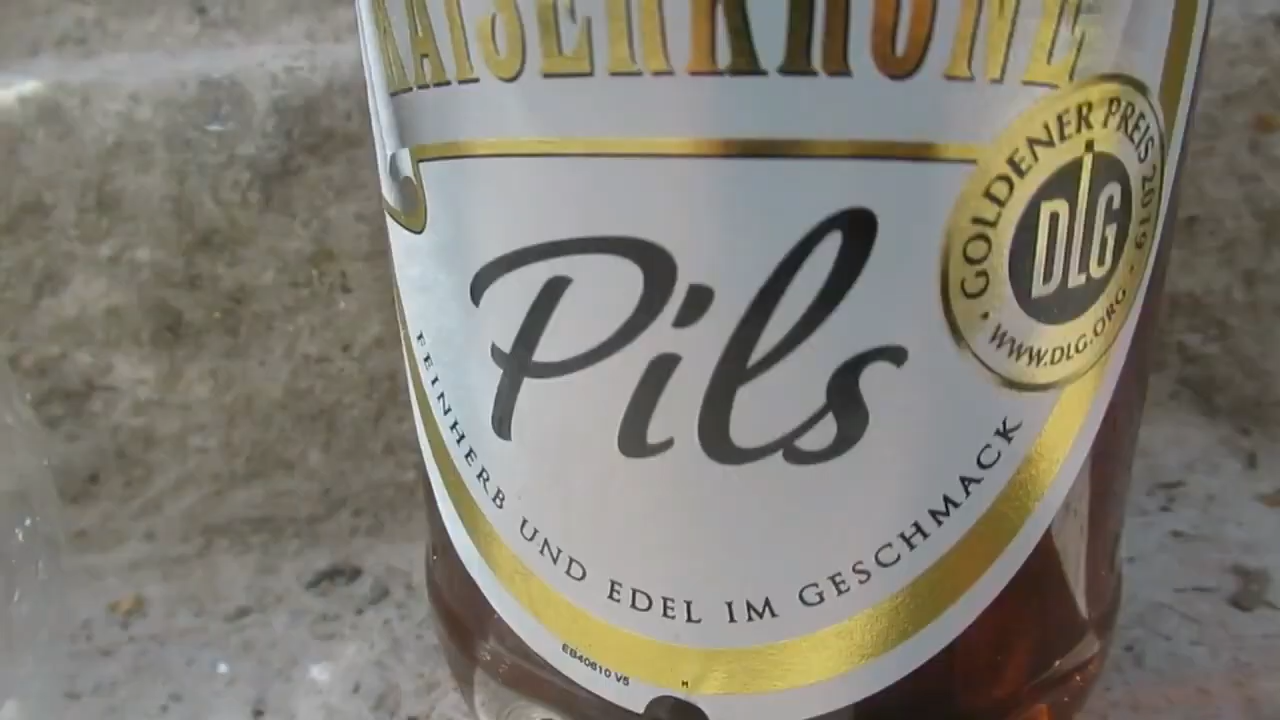 KAISERKRONE
GOLDENER PREIS 2019
DLG
• WWW.DLG.ORG •
Pils
FEINHERB UND EDEL IM GESCHMACK
EB40610 V5
M